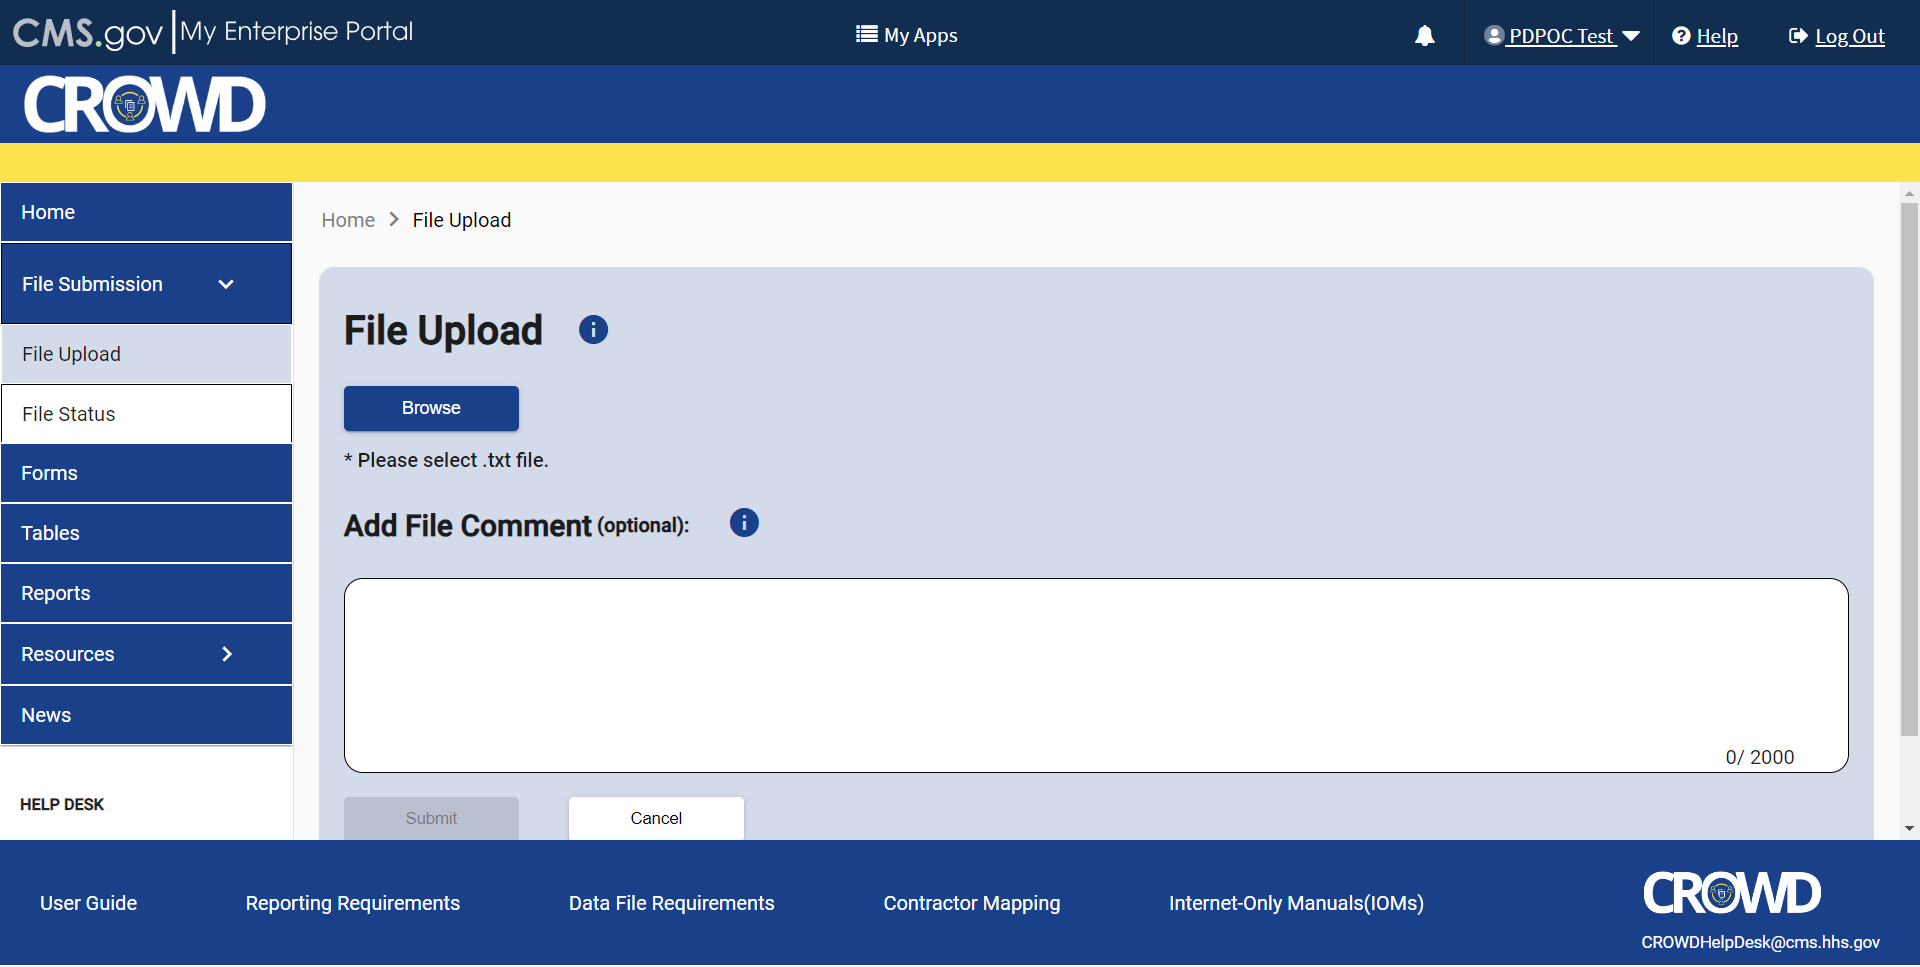 CMS.gov My Enterprise Portal
My Apps
PDPOC Test
Help
Log Out
CROWD
Home
File Submission
File Upload
File Status
Forms
Tables
Reports
Resources
News
HELP DESK
Home File Upload
File Upload
Browse
* Please select .txt file.
Add File Comment (optional):
0/ 2000
Submit
Cancel
User Guide
Reporting Requirements
Data File Requirements
Contractor Mapping
Internet-Only Manuals(IOMs)
CROWD
CROWDHelpDesk@cms.hhs.gov